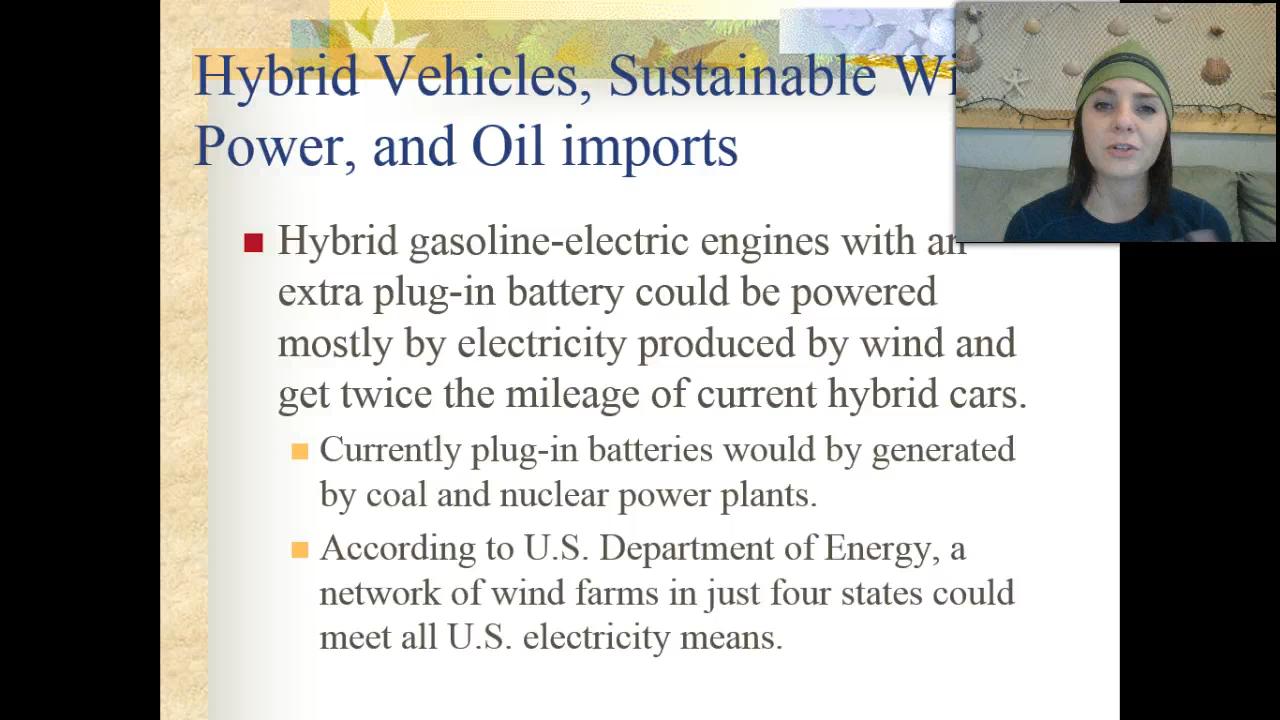 Hybrid Vehicles, Sustainable Wi
Power, and Oil imports
Hybrid gasoline-electric engines with an
extra plug-in battery could be powered
mostly by electricity produced by wind and
get twice the mileage of current hybrid cars.
Currently plug-in batteries would by generated
by coal and nuclear power plants.
According to U.S. Department of Energy, a
network of wind farms in just four states could
meet all U.S. electricity means.